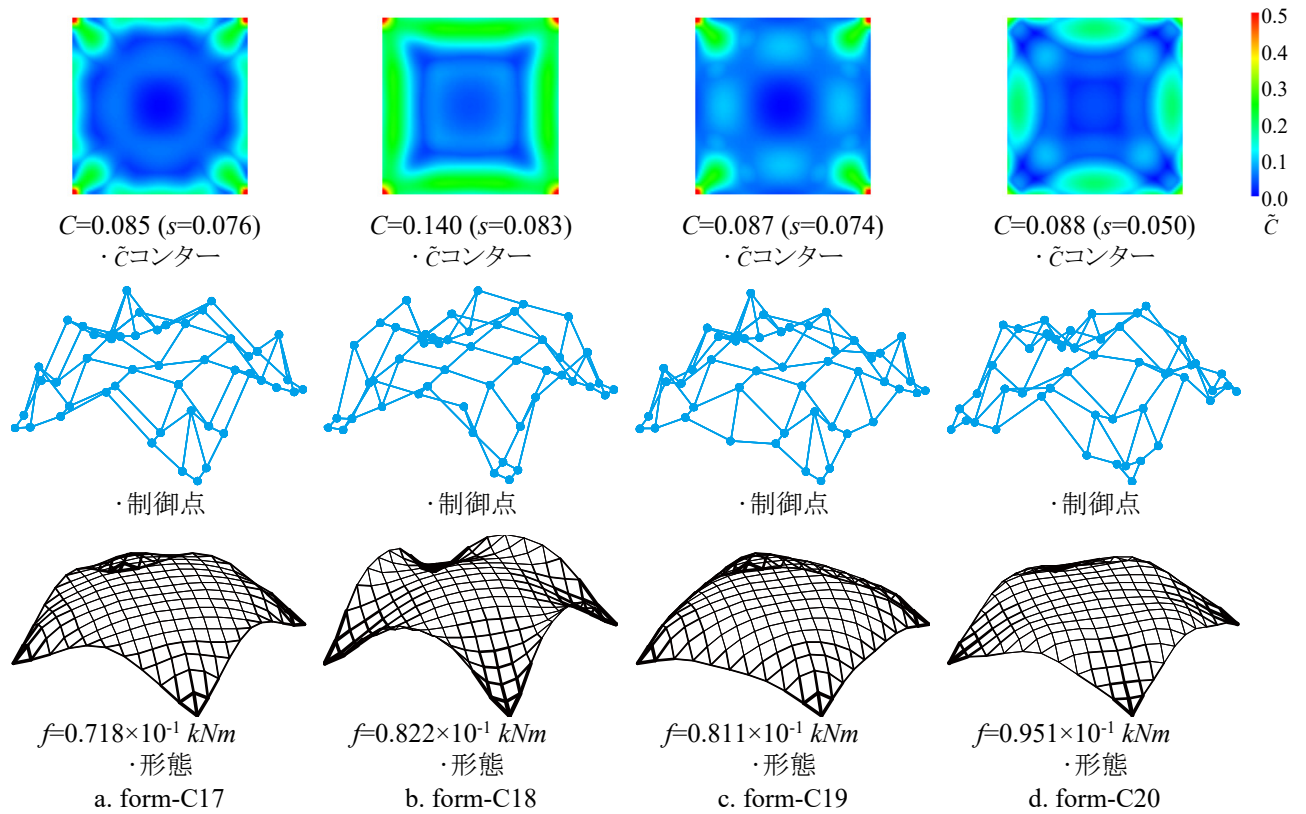 0.5
0.4
0.3
0.2
0.1
0.0
C̃
C=0.085 (s=0.076)
· C̃コンター
C=0.140 (s=0.083)
· C̃コンター
C=0.087 (s=0.074)
· C̃コンター
C=0.088 (s=0.050)
· C̃コンター
· 制御点
· 制御点
· 制御点
· 制御点
f=0.718×10⁻¹ kNm
· 形態
a. form-C17
f=0.822×10⁻¹ kNm
· 形態
b. form-C18
f=0.811×10⁻¹ kNm
· 形態
c. form-C19
f=0.951×10⁻¹ kNm
· 形態
d. form-C20